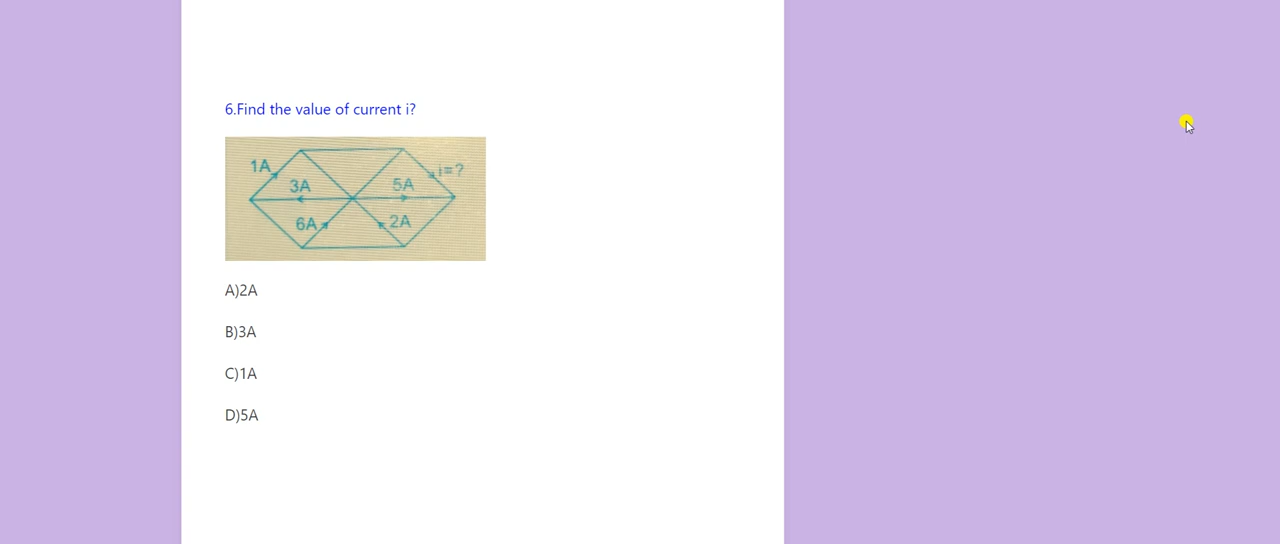 6.Find the value of current i?
1A
i=?
3A
5A
6A
2A
A)2A
B)3A
C)1A
D)5A